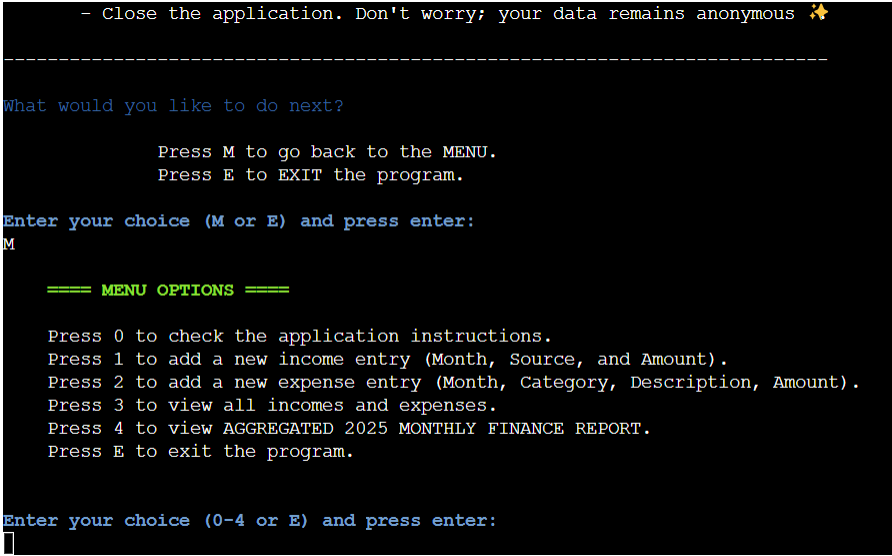 - Close the application. Don't worry; your data remains anonymous ✨
---------------------------------------------------------------------------
What would you like to do next?
Press M to go back to the MENU.
Press E to EXIT the program.
Enter your choice (M or E) and press enter:
M
==== MENU OPTIONS ====
Press 0 to check the application instructions.
Press 1 to add a new income entry (Month, Source, and Amount).
Press 2 to add a new expense entry (Month, Category, Description, Amount).
Press 3 to view all incomes and expenses.
Press 4 to view AGGREGATED 2025 MONTHLY FINANCE REPORT.
Press E to exit the program.
Enter your choice (0-4 or E) and press enter: